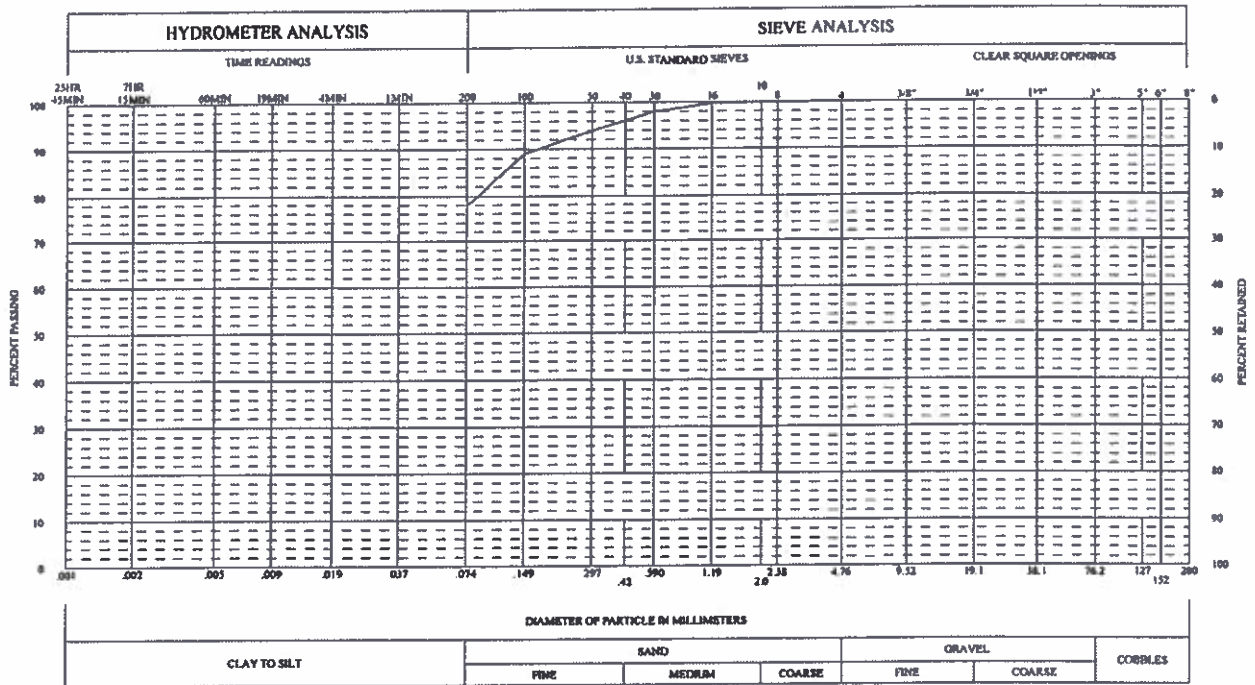 HYDROMETER ANALYSIS SIEVE ANALYSIS
TIME READINGS U.S. STANDARD SIEVES CLEAR SQUARE OPENINGS
25HR 7HR
45MIN 15MIN 60MIN 19MIN 4MIN 1MIN 200 100 50 40 30 16 10 8 4 3/8" 3/4" 1½" 3" 5" 6" 8"
100 0
90 10
80 20
70 30
60 40
50 50
40 60
30 70
20 80
10 90
0 100
PERCENT PASSING
PERCENT RETAINED
.001 .002 .005 .009 .019 .037 .074 .149 .297 .43 .590 1.19 2.0 2.38 4.76 9.52 19.1 38.1 76.2 127 152 200
DIAMETER OF PARTICLE IN MILLIMETERS
CLAY TO SILT SAND GRAVEL COBBLES
FINE MEDIUM COARSE FINE COARSE